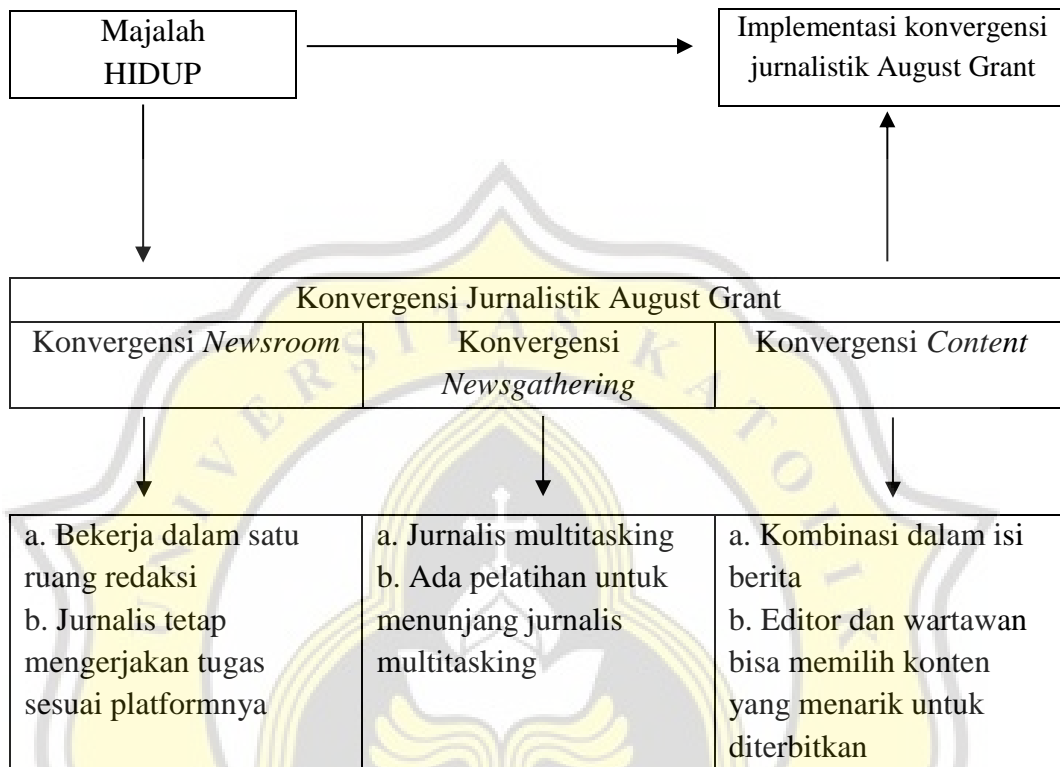 Majalah
HIDUP
Implementasi konvergensi
jurnalistik August Grant
Konvergensi Jurnalistik August Grant
Konvergensi Newsroom
Konvergensi
Newsgathering
Konvergensi Content
a. Bekerja dalam satu
ruang redaksi
b. Jurnalis tetap
mengerjakan tugas
sesuai platformnya
a. Jurnalis multitasking
b. Ada pelatihan untuk
menunjang jurnalis
multitasking
a. Kombinasi dalam isi
berita
b. Editor dan wartawan
bisa memilih konten
yang menarik untuk
diterbitkan
UNIVERSITAS KATOLIK